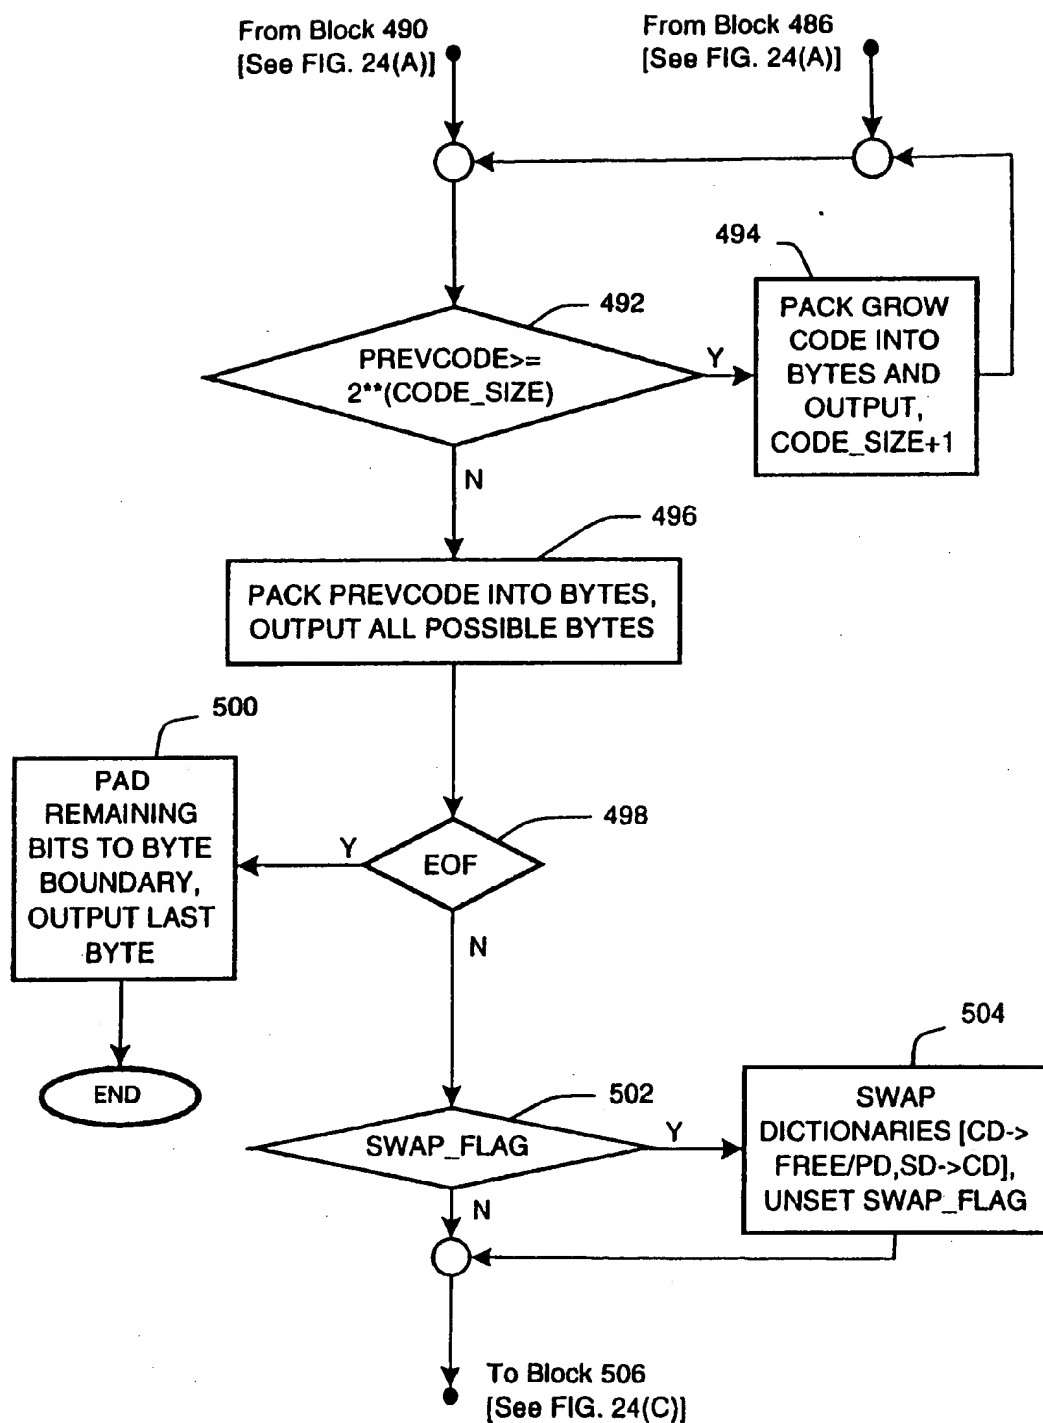 From Block 490
[See FIG. 24(A)]
From Block 486
[See FIG. 24(A)]
494
PACK GROW
CODE INTO
BYTES AND
OUTPUT,
CODE_SIZE+1
492
PREVCODE>=
2**(CODE_SIZE)
Y
N
496
PACK PREVCODE INTO BYTES,
OUTPUT ALL POSSIBLE BYTES
500
PAD
REMAINING
BITS TO BYTE
BOUNDARY,
OUTPUT LAST
BYTE
498
EOF
Y
N
END
504
SWAP
DICTIONARIES [CD->
FREE/PD,SD->CD],
UNSET SWAP_FLAG
502
SWAP_FLAG
Y
N
To Block 506
[See FIG. 24(C)]